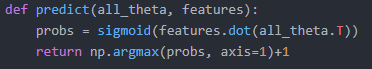 def predict(all_theta, features):
    probs = sigmoid(features.dot(all_theta.T))
    return np.argmax(probs, axis=1)+1